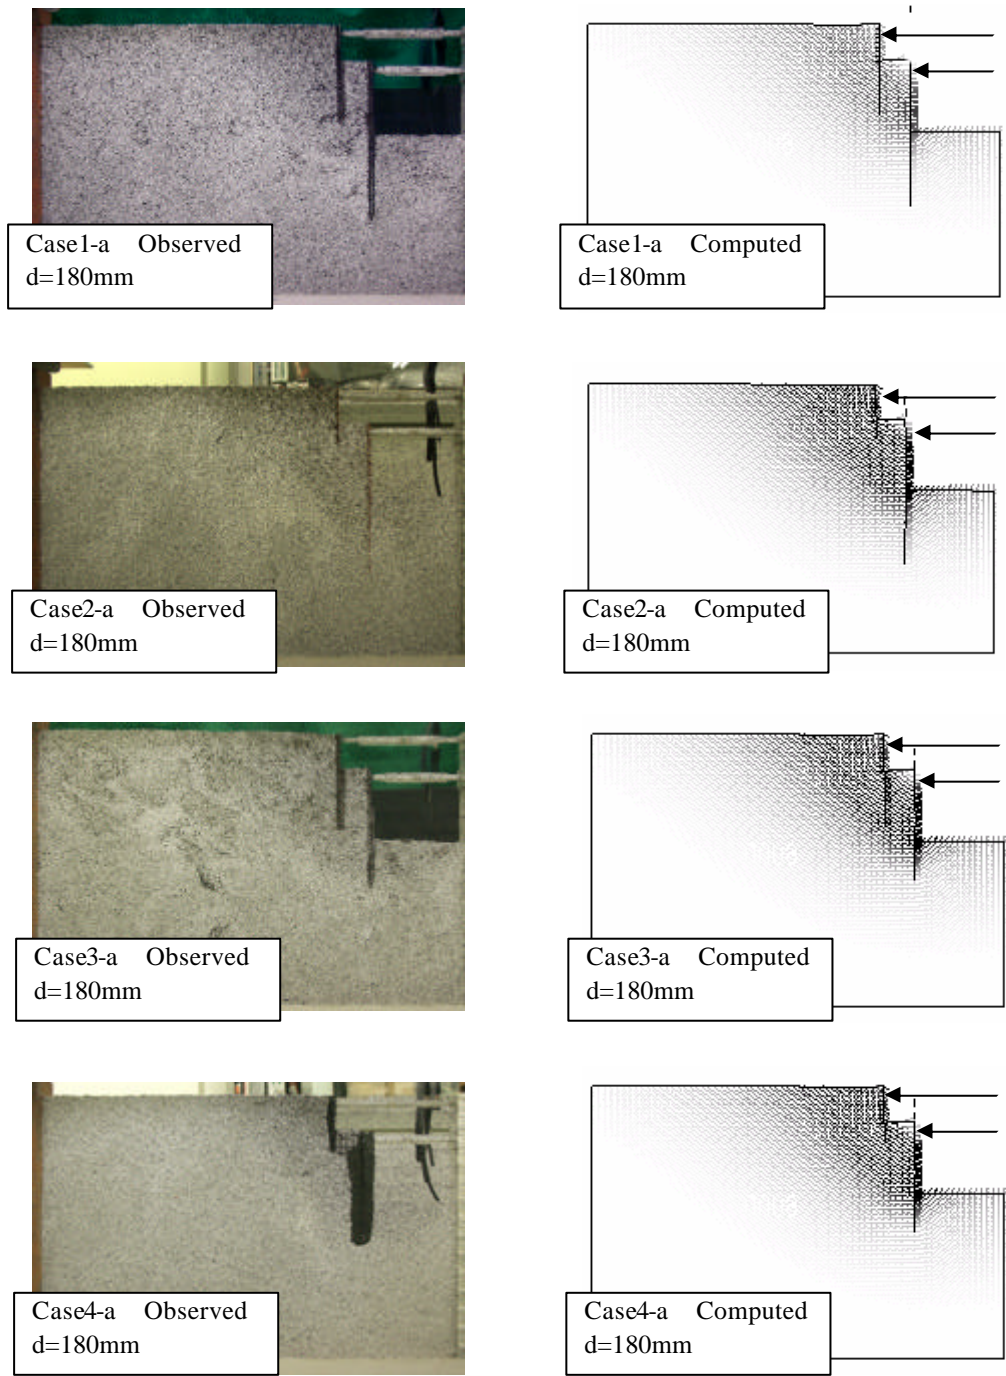 Case1-a Observed
d=180mm
Case1-a Computed
d=180mm
Case2-a Observed
d=180mm
Case2-a Computed
d=180mm
Case3-a Observed
d=180mm
Case3-a Computed
d=180mm
Case4-a Observed
d=180mm
Case4-a Computed
d=180mm